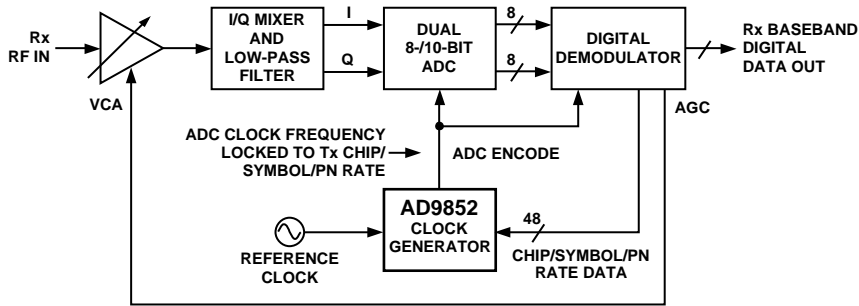 Rx
RF IN
VCA
I/Q MIXER
AND
LOW-PASS
FILTER
I
Q
DUAL
8-/10-BIT
ADC
8
8
DIGITAL
DEMODULATOR
Rx BASEBAND
DIGITAL
DATA OUT
AGC
ADC CLOCK FREQUENCY
LOCKED TO Tx CHIP/
SYMBOL/PN RATE
ADC ENCODE
AD9852
CLOCK
GENERATOR
48
CHIP/SYMBOL/PN
RATE DATA
REFERENCE
CLOCK